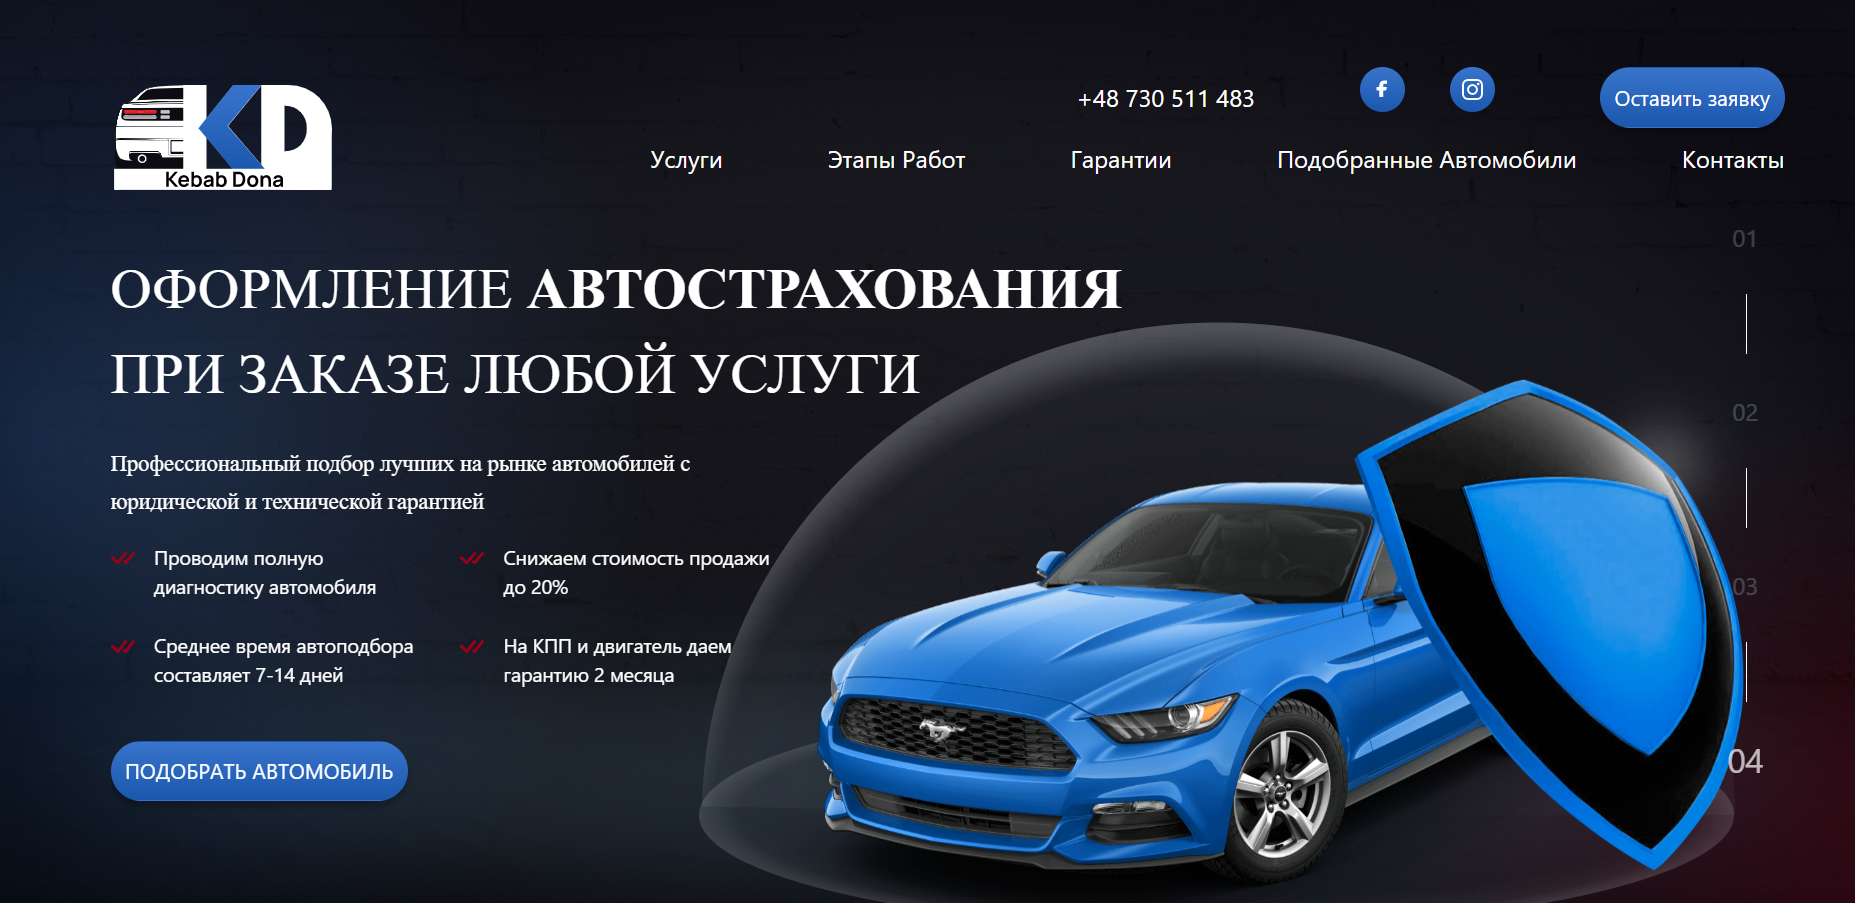 KD
Kebab Dona
+48 730 511 483
Оставить заявку
Услуги
Этапы Работ
Гарантии
Подобранные Автомобили
Контакты
ОФОРМЛЕНИЕ АВТОСТРАХОВАНИЯ
ПРИ ЗАКАЗЕ ЛЮБОЙ УСЛУГИ
Профессиональный подбор лучших на рынке автомобилей с
юридической и технической гарантией
Проводим полную
диагностику автомобиля
Снижаем стоимость продажи
до 20%
Среднее время автоподбора
составляет 7-14 дней
На КПП и двигатель даем
гарантию 2 месяца
ПОДОБРАТЬ АВТОМОБИЛЬ
01
02
03
04